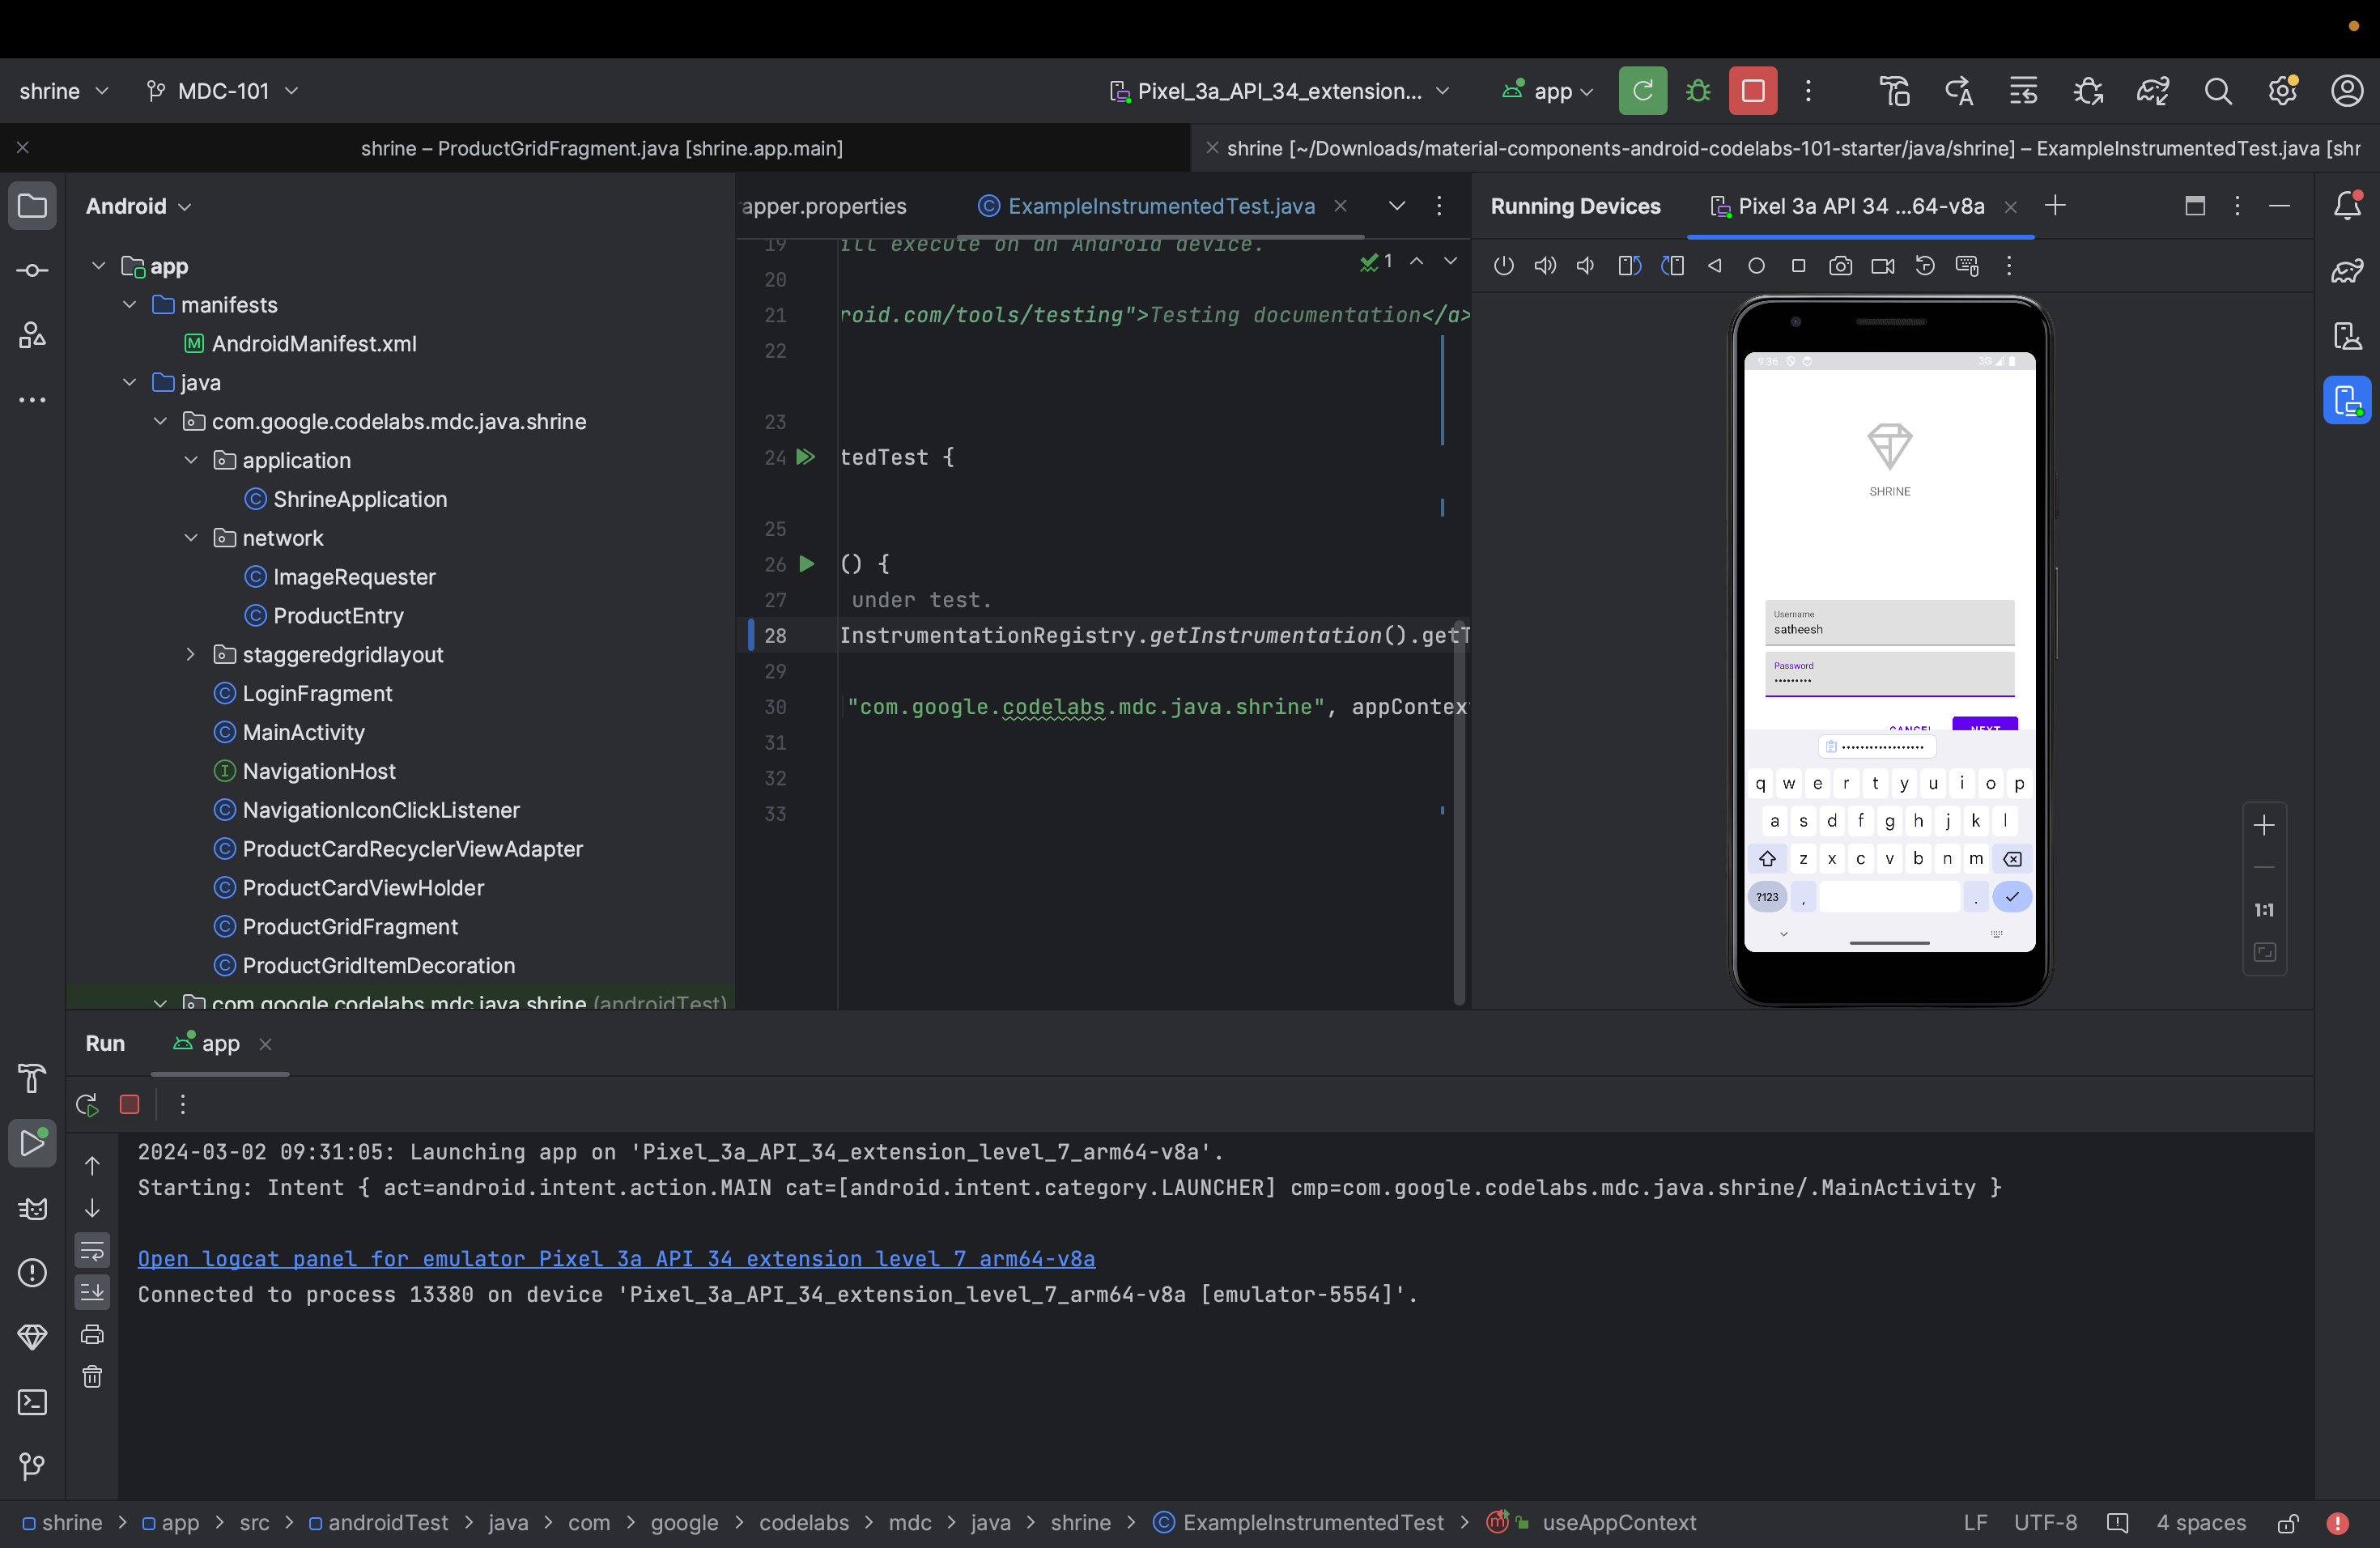 shrine
MDC-101
Pixel_3a_API_34_extension...
app
shrine – ProductGridFragment.java [shrine.app.main]
shrine [~/Downloads/material-components-android-codelabs-101-starter/java/shrine] – ExampleInstrumentedTest.java [shr
Android
app
manifests
AndroidManifest.xml
java
com.google.codelabs.mdc.java.shrine
application
ShrineApplication
network
ImageRequester
ProductEntry
staggeredgridlayout
LoginFragment
MainActivity
NavigationHost
NavigationIconClickListener
ProductCardRecyclerViewAdapter
ProductCardViewHolder
ProductGridFragment
ProductGridItemDecoration
com.google.codelabs.mdc.java.shrine (androidTest)
apper.properties
ExampleInstrumentedTest.java
1
19 ill execute on an Android device.
20
21 roid.com/tools/testing">Testing documentation</a>
22
23
24 tedTest {
25
26 () {
27 under test.
28 InstrumentationRegistry.getInstrumentation().getT
29
30 "com.google.codelabs.mdc.java.shrine", appContex
31
32
33
Running Devices
Pixel 3a API 34 ...64-v8a
9:36
3G
SHRINE
Username
satheesh
Password
•••••••••
CANCEL
NEXT
q w e r t y u i o p
a s d f g h j k l
z x c v b n m
?123 , .
1:1
Run
app
2024-03-02 09:31:05: Launching app on 'Pixel_3a_API_34_extension_level_7_arm64-v8a'.
Starting: Intent { act=android.intent.action.MAIN cat=[android.intent.category.LAUNCHER] cmp=com.google.codelabs.mdc.java.shrine/.MainActivity }
Open logcat panel for emulator Pixel 3a API 34 extension level 7 arm64-v8a
Connected to process 13380 on device 'Pixel_3a_API_34_extension_level_7_arm64-v8a [emulator-5554]'.
shrine > app > src > androidTest > java > com > google > codelabs > mdc > java > shrine > ExampleInstrumentedTest > useAppContext
LF UTF-8 4 spaces